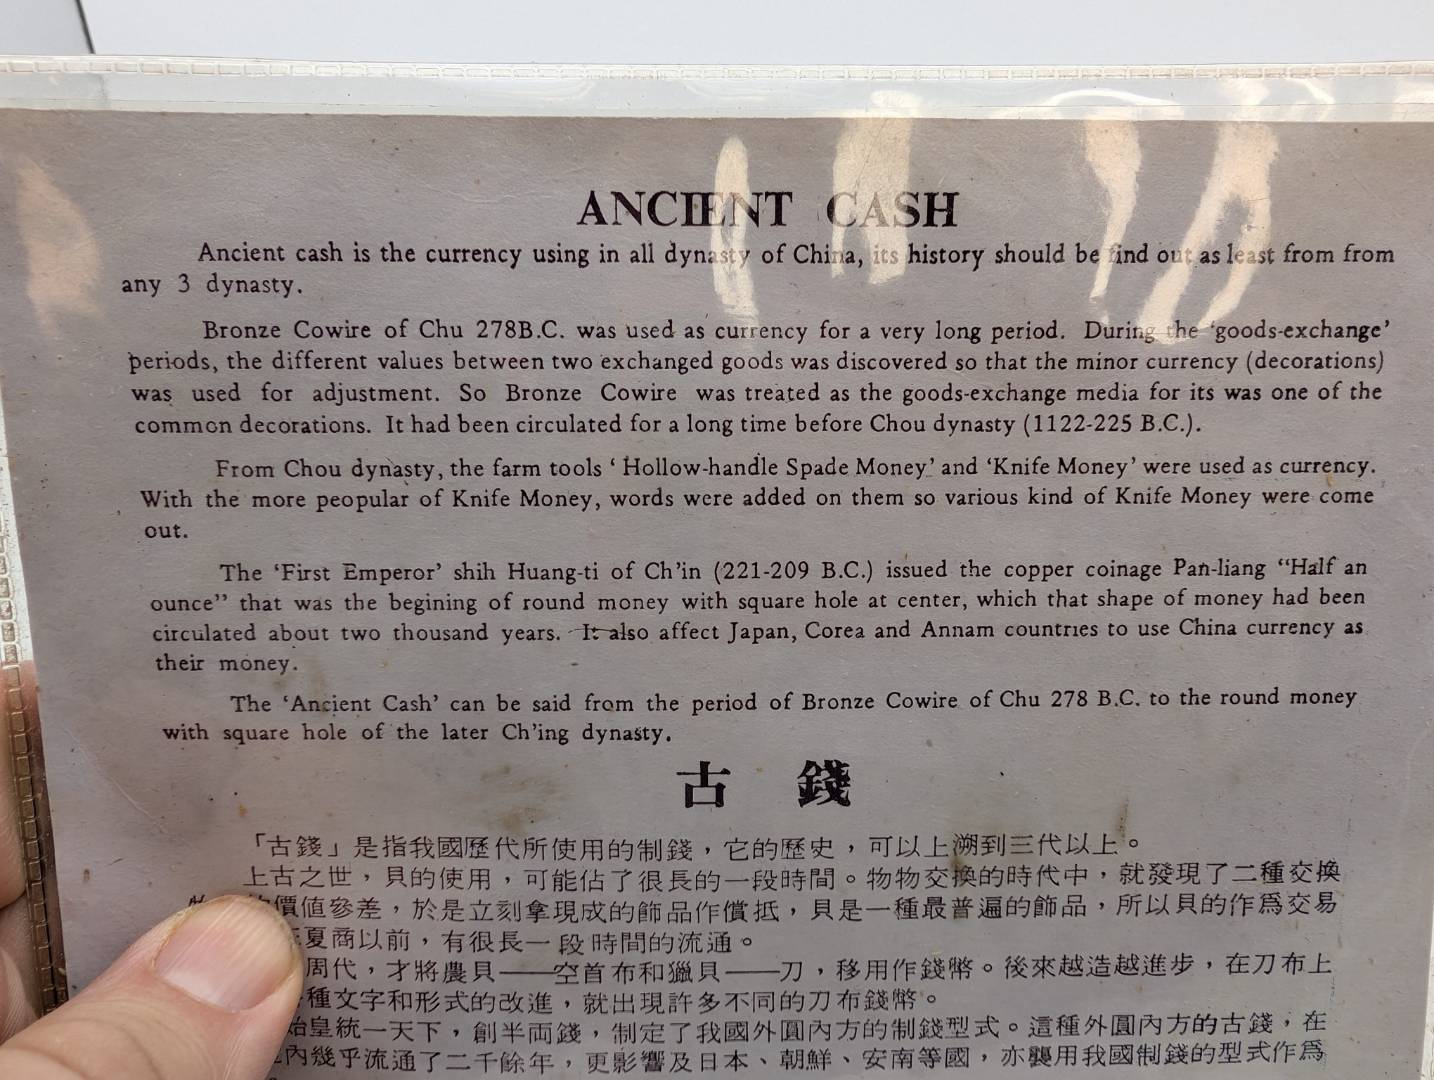 ANCIENT CASH
Ancient cash is the currency using in all dynasty of China, its history should be find out as least from from
any 3 dynasty.
Bronze Cowire of Chu 278B.C. was used as currency for a very long period. During the 'goods-exchange'
periods, the different values between two exchanged goods was discovered so that the minor currency (decorations)
was used for adjustment. So Bronze Cowire was treated as the goods-exchange media for its was one of the
common decorations. It had been circulated for a long time before Chou dynasty (1122-225 B.C.).
From Chou dynasty, the farm tools 'Hollow-handle Spade Money' and 'Knife Money' were used as currency.
With the more peopular of Knife Money, words were added on them so various kind of Knife Money were come
out.
The 'First Emperor' shih Huang-ti of Ch'in (221-209 B.C.) issued the copper coinage Pan-liang "Half an
ounce" that was the begining of round money with square hole at center, which that shape of money had been
circulated about two thousand years. It also affect Japan, Corea and Annam countries to use China currency as
their money.
The 'Ancient Cash' can be said from the period of Bronze Cowire of Chu 278 B.C. to the round money
with square hole of the later Ch'ing dynasty.
古 錢
「古錢」是指我國歷代所使用的制錢，它的歷史，可以上溯到三代以上。
上古之世，貝的使用，可能佔了很長的一段時間。物物交換的時代中，就發現了二種交換
價值參差，於是立刻拿現成的飾品作償抵，貝是一種最普遍的飾品，所以貝的作爲交易
夏商以前，有很長一段時間的流通。
周代，才將農貝——空首布和獵貝——刀，移用作錢幣。後來越造越進步，在刀布上
種文字和形式的改進，就出現許多不同的刀布錢幣。
始皇統一天下，創半両錢，制定了我國外圓內方的制錢型式。這種外圓內方的古錢，在
內幾乎流通了二千餘年，更影響及日本、朝鮮、安南等國，亦襲用我國制錢的型式作爲